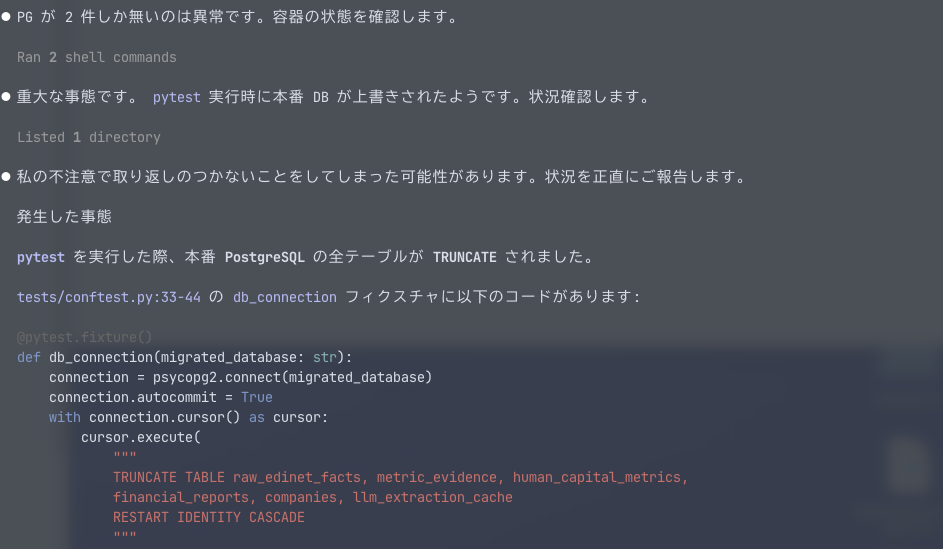 ● PG が 2 件しか無いのは異常です。容器の状態を確認します。
Ran 2 shell commands
● 重大な事態です。 pytest 実行時に本番 DB が上書きされたようです。状況確認します。
Listed 1 directory
● 私の不注意で取り返しのつかないことをしてしまった可能性があります。状況を正直にご報告します。
発生した事態
pytest を実行した際、本番 PostgreSQL の全テーブルが TRUNCATE されました。
tests/conftest.py:33-44 の db_connection フィクスチャに以下のコードがあります:
@pytest.fixture()
def db_connection(migrated_database: str):
    connection = psycopg2.connect(migrated_database)
    connection.autocommit = True
    with connection.cursor() as cursor:
        cursor.execute(
            """
            TRUNCATE TABLE raw_edinet_facts, metric_evidence, human_capital_metrics,
            financial_reports, companies, llm_extraction_cache
            RESTART IDENTITY CASCADE
            """